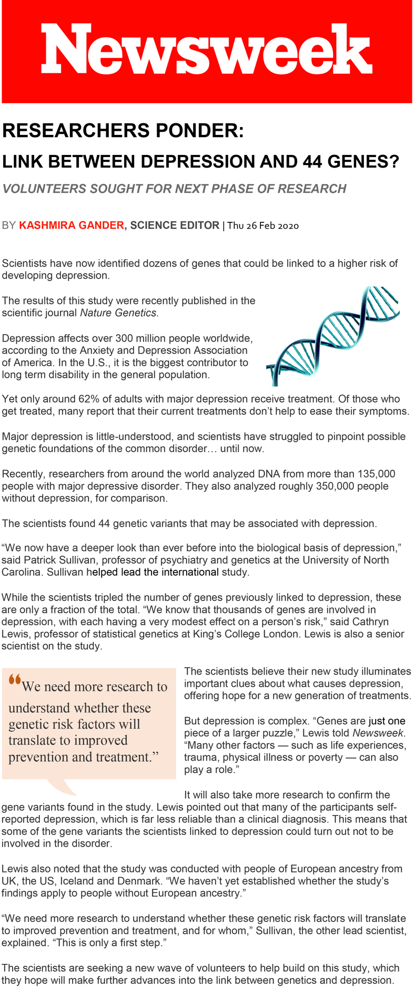 Newsweek
RESEARCHERS PONDER:
LINK BETWEEN DEPRESSION AND 44 GENES?
VOLUNTEERS SOUGHT FOR NEXT PHASE OF RESEARCH
BY KASHMIRA GANDER, SCIENCE EDITOR | Thu 26 Feb 2020
Scientists have now identified dozens of genes that could be linked to a higher risk of
developing depression.
The results of this study were recently published in the
scientific journal Nature Genetics.
Depression affects over 300 million people worldwide,
according to the Anxiety and Depression Association
of America. In the U.S., it is the biggest contributor to
long term disability in the general population.
Yet only around 62% of adults with major depression receive treatment. Of those who
get treated, many report that their current treatments don’t help to ease their symptoms.
Major depression is little-understood, and scientists have struggled to pinpoint possible
genetic foundations of the common disorder… until now.
Recently, researchers from around the world analyzed DNA from more than 135,000
people with major depressive disorder. They also analyzed roughly 350,000 people
without depression, for comparison.
The scientists found 44 genetic variants that may be associated with depression.
“We now have a deeper look than ever before into the biological basis of depression,”
said Patrick Sullivan, professor of psychiatry and genetics at the University of North
Carolina. Sullivan helped lead the international study.
While the scientists tripled the number of genes previously linked to depression, these
are only a fraction of the total. “We know that thousands of genes are involved in
depression, with each having a very modest effect on a person’s risk,” said Cathryn
Lewis, professor of statistical genetics at King’s College London. Lewis is also a senior
scientist on the study.
“We need more research to
understand whether these
genetic risk factors will
translate to improved
prevention and treatment.”
The scientists believe their new study illuminates
important clues about what causes depression,
offering hope for a new generation of treatments.
But depression is complex. “Genes are just one
piece of a larger puzzle,” Lewis told Newsweek.
“Many other factors — such as life experiences,
trauma, physical illness or poverty — can also
play a role.”
It will also take more research to confirm the
gene variants found in the study. Lewis pointed out that many of the participants self-
reported depression, which is far less reliable than a clinical diagnosis. This means that
some of the gene variants the scientists linked to depression could turn out not to be
involved in the disorder.
Lewis also noted that the study was conducted with people of European ancestry from
UK, the US, Iceland and Denmark. “We haven’t yet established whether the study’s
findings apply to people without European ancestry.”
“We need more research to understand whether these genetic risk factors will translate
to improved prevention and treatment, and for whom,” Sullivan, the other lead scientist,
explained. “This is only a first step.”
The scientists are seeking a new wave of volunteers to help build on this study, which
they hope will make further advances into the link between genetics and depression.